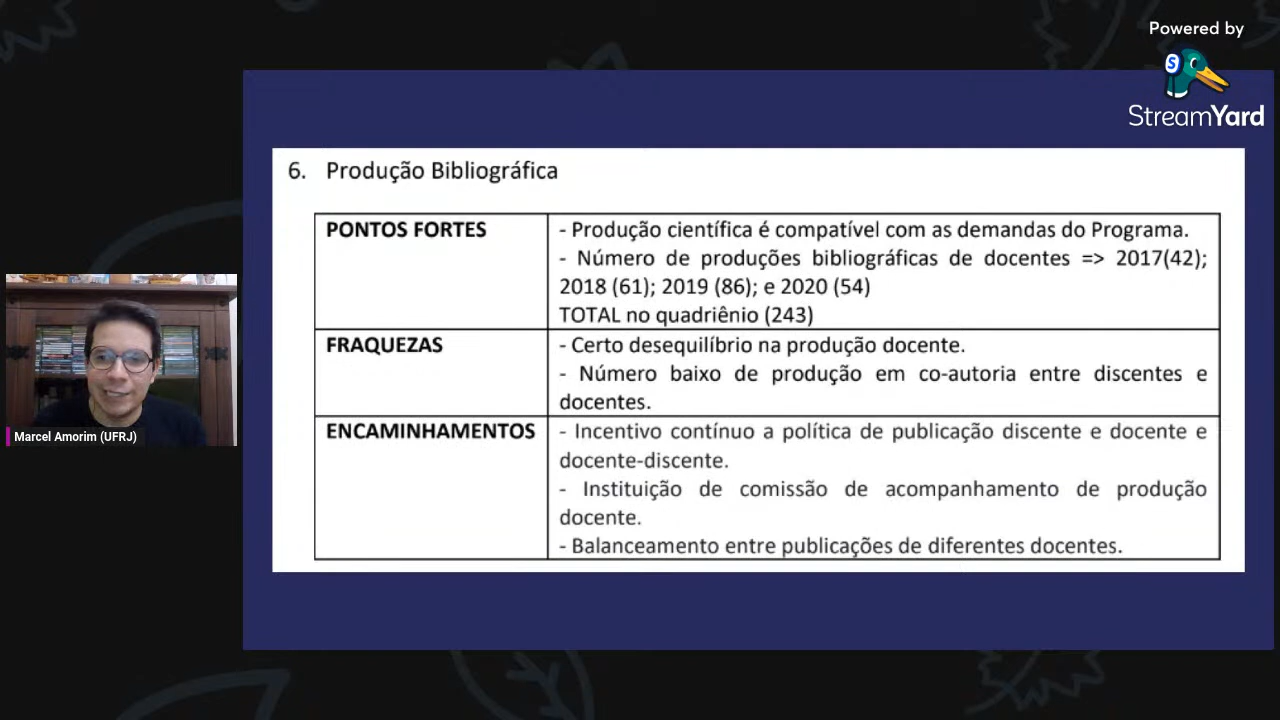 Powered by
StreamYard
6. Produção Bibliográfica
PONTOS FORTES
- Produção científica é compatível com as demandas do Programa.
- Número de produções bibliográficas de docentes => 2017(42);
2018 (61); 2019 (86); e 2020 (54)
TOTAL no quadriênio (243)
FRAQUEZAS
- Certo desequilíbrio na produção docente.
- Número baixo de produção em co-autoria entre discentes e
docentes.
ENCAMINHAMENTOS
- Incentivo contínuo a política de publicação discente e docente e
docente-discente.
- Instituição de comissão de acompanhamento de produção
docente.
- Balanceamento entre publicações de diferentes docentes.
Marcel Amorim (UFRJ)